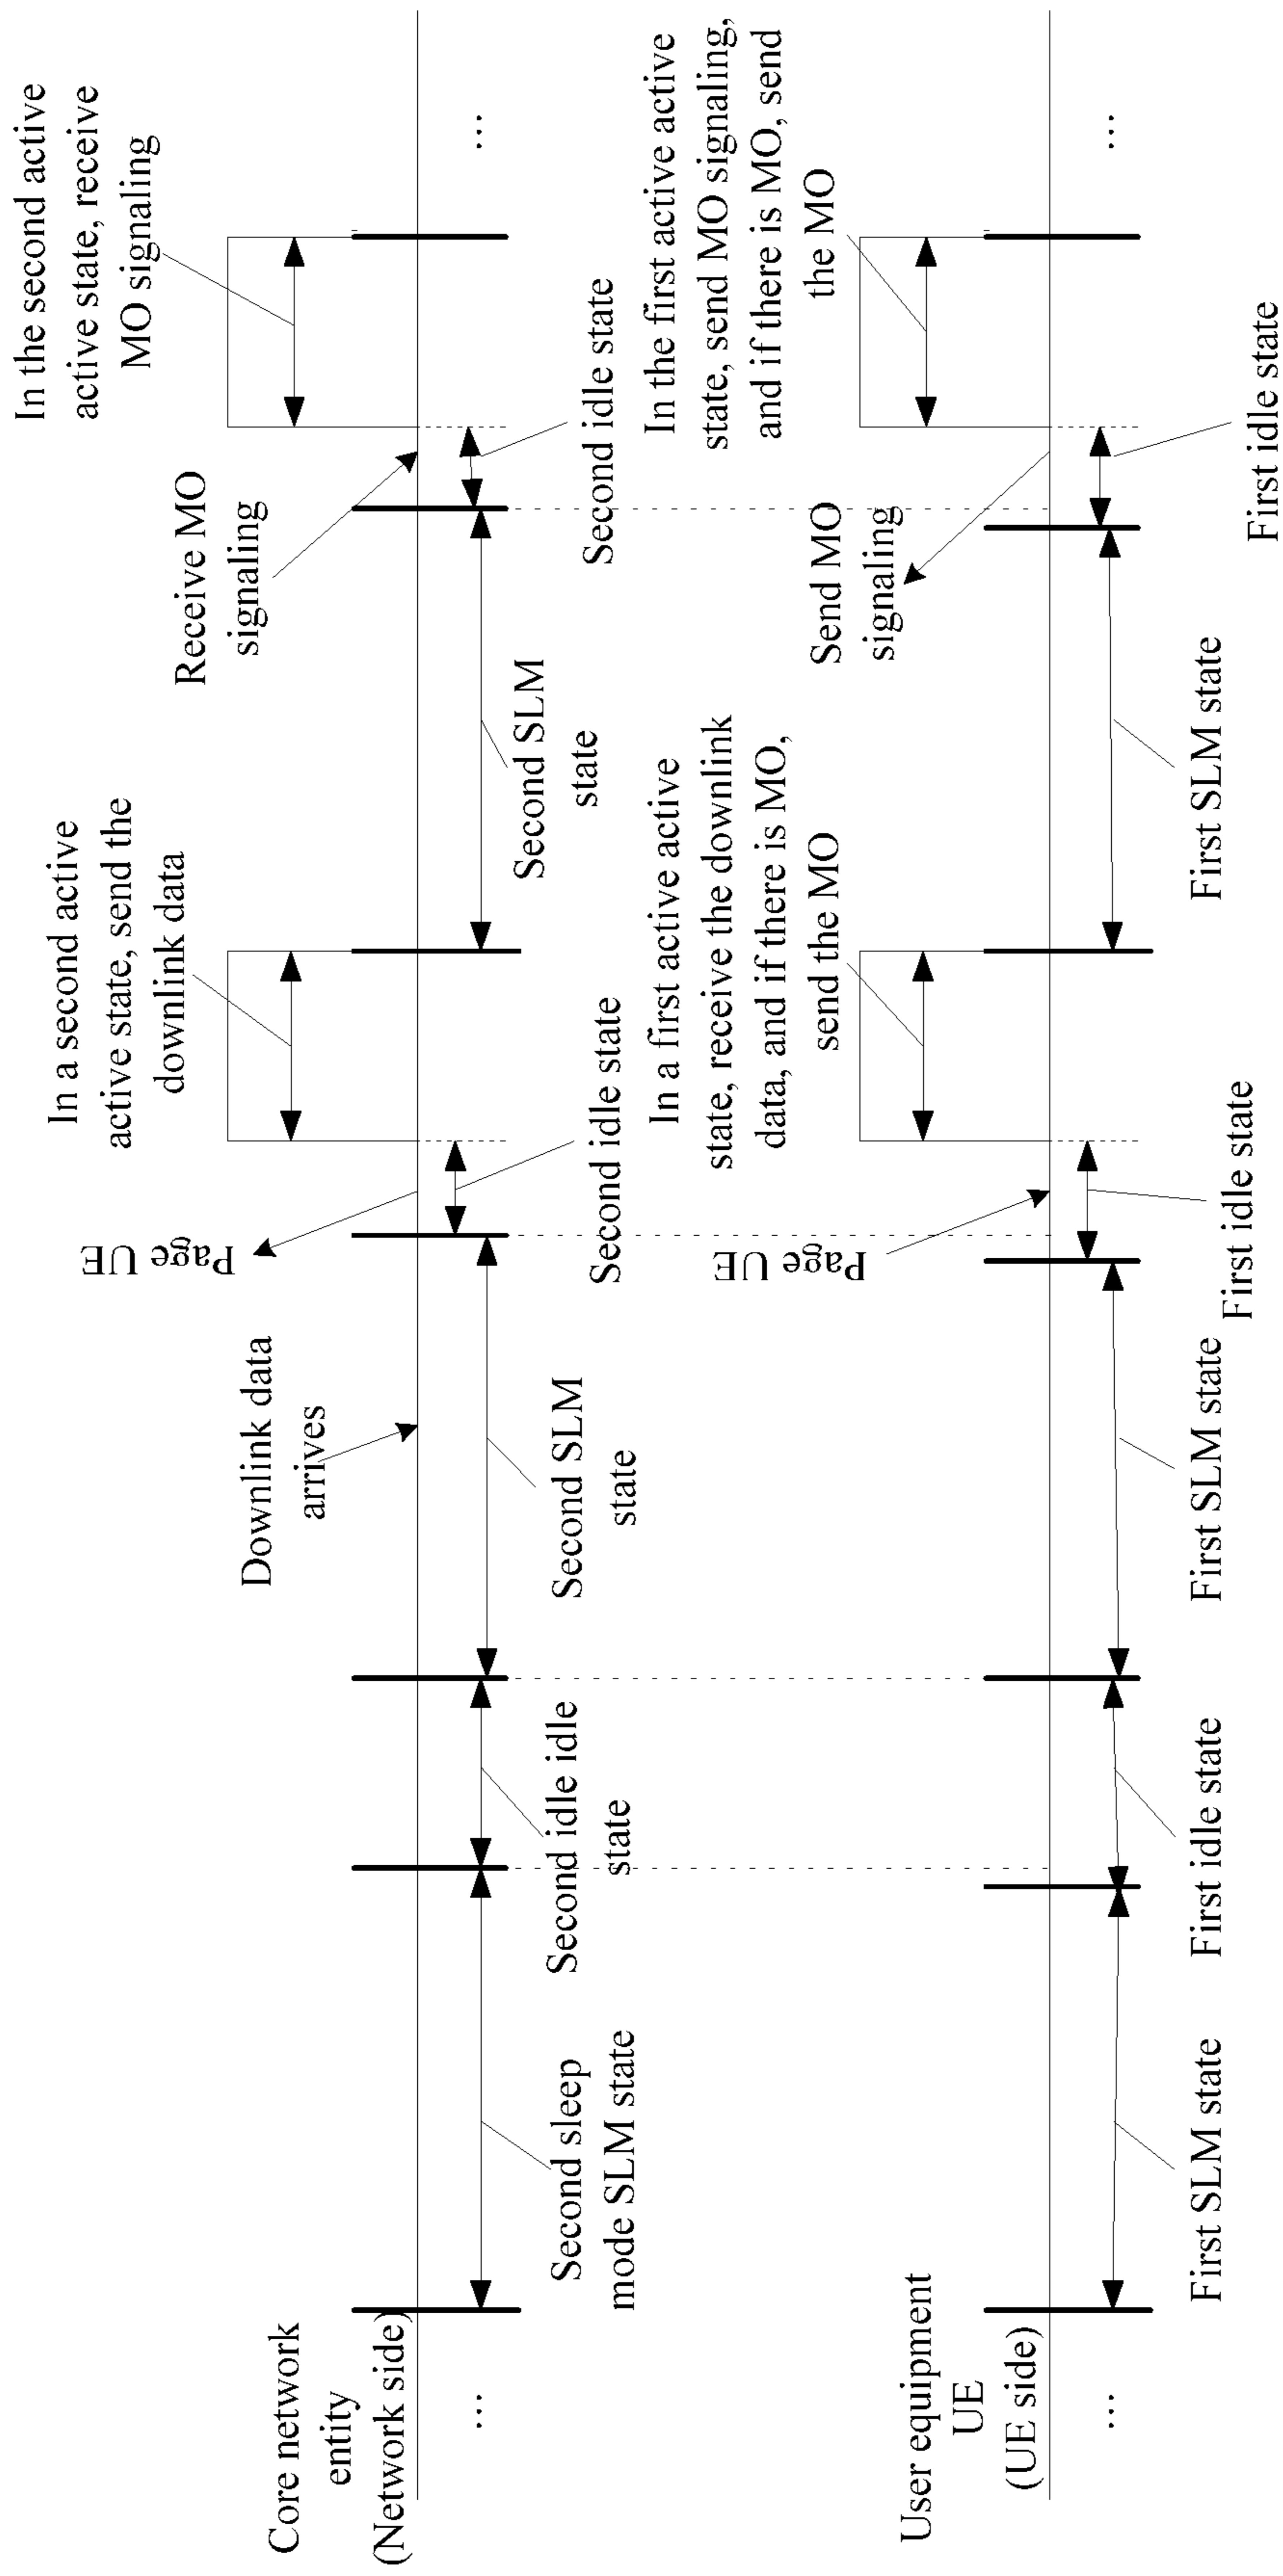 Core network
entity
(Network side)
...
Second sleep
mode SLM state
Second idle idle
state
Downlink data
arrives
Second SLM
state
Page UE
Second idle state
In a second active
active state, send the
downlink data
Second SLM
state
Receive MO
signaling
Second idle state
In the second active
active state, receive
MO signaling
...
User equipment
UE
(UE side)
...
First SLM state
First idle state
First SLM state
Page UE
First idle state
In a first active active
state, receive the downlink
data, and if there is MO,
send the MO
First SLM state
Send MO
signaling
First idle state
In the first active active
state, send MO signaling,
and if there is MO, send
the MO
...